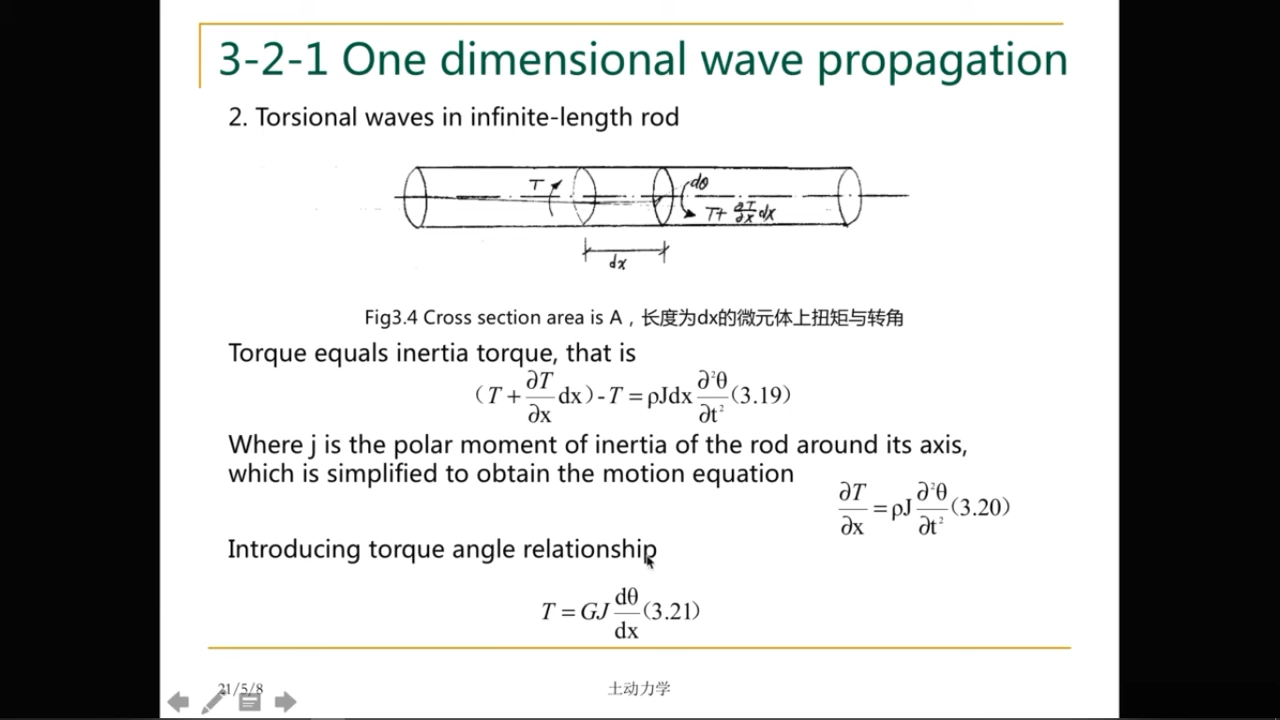 3-2-1 One dimensional wave propagation
2. Torsional waves in infinite-length rod
T
dθ
T+ ∂T/∂x dx
dx
Fig3.4 Cross section area is A，长度为dx的微元体上扭矩与转角
Torque equals inertia torque, that is
（T + ∂T/∂x dx）- T = ρJdx ∂²θ/∂t² (3.19)
Where j is the polar moment of inertia of the rod around its axis,
which is simplified to obtain the motion equation
∂T/∂x = ρJ ∂²θ/∂t² (3.20)
Introducing torque angle relationship
T = GJ dθ/dx (3.21)
21/5/8
土动力学